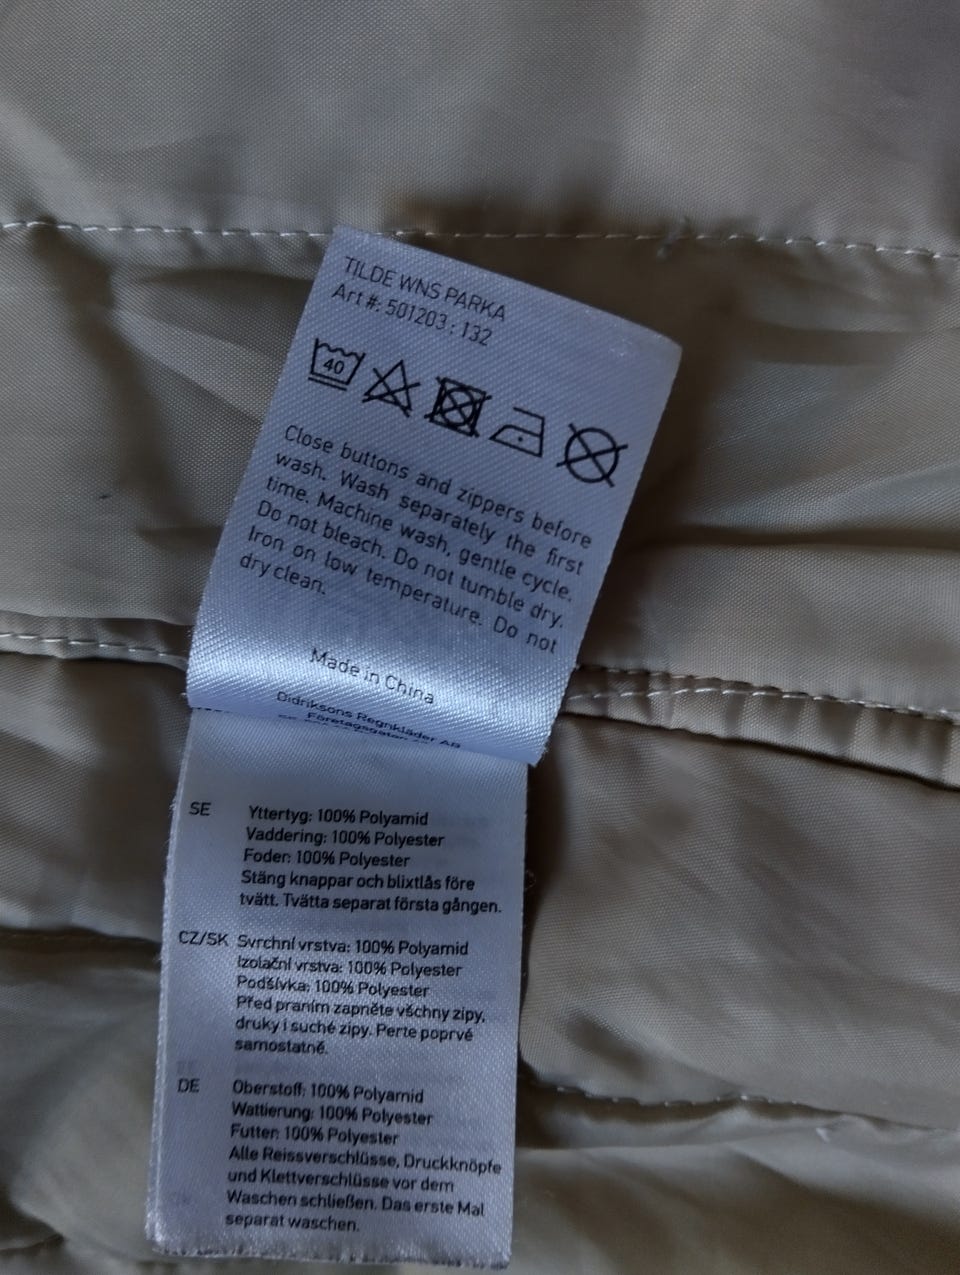 TILDE WNS PARKA
Art #: 501203 : 132
40
Close buttons and zippers before
wash. Wash separately the first
time. Machine wash, gentle cycle.
Do not bleach. Do not tumble dry.
Iron on low temperature. Do not
dry clean.
Made in China
Didriksons Regnkläder AB
Företagsgatan
SE
Yttertyg: 100% Polyamid
Vaddering: 100% Polyester
Foder: 100% Polyester
Stäng knappar och blixtlås före
tvätt. Tvätta separat första gången.
CZ/SK
Svrchní vrstva: 100% Polyamid
Izolační vrstva: 100% Polyester
Podšívka: 100% Polyester
Před praním zapněte všchny zipy,
druky i suché zipy. Perte poprvé
samostatně.
DE
Oberstoff: 100% Polyamid
Wattierung: 100% Polyester
Futter: 100% Polyester
Alle Reissverschlüsse, Druckknöpfe
und Klettverschlüsse vor dem
Waschen schließen. Das erste Mal
separat waschen.